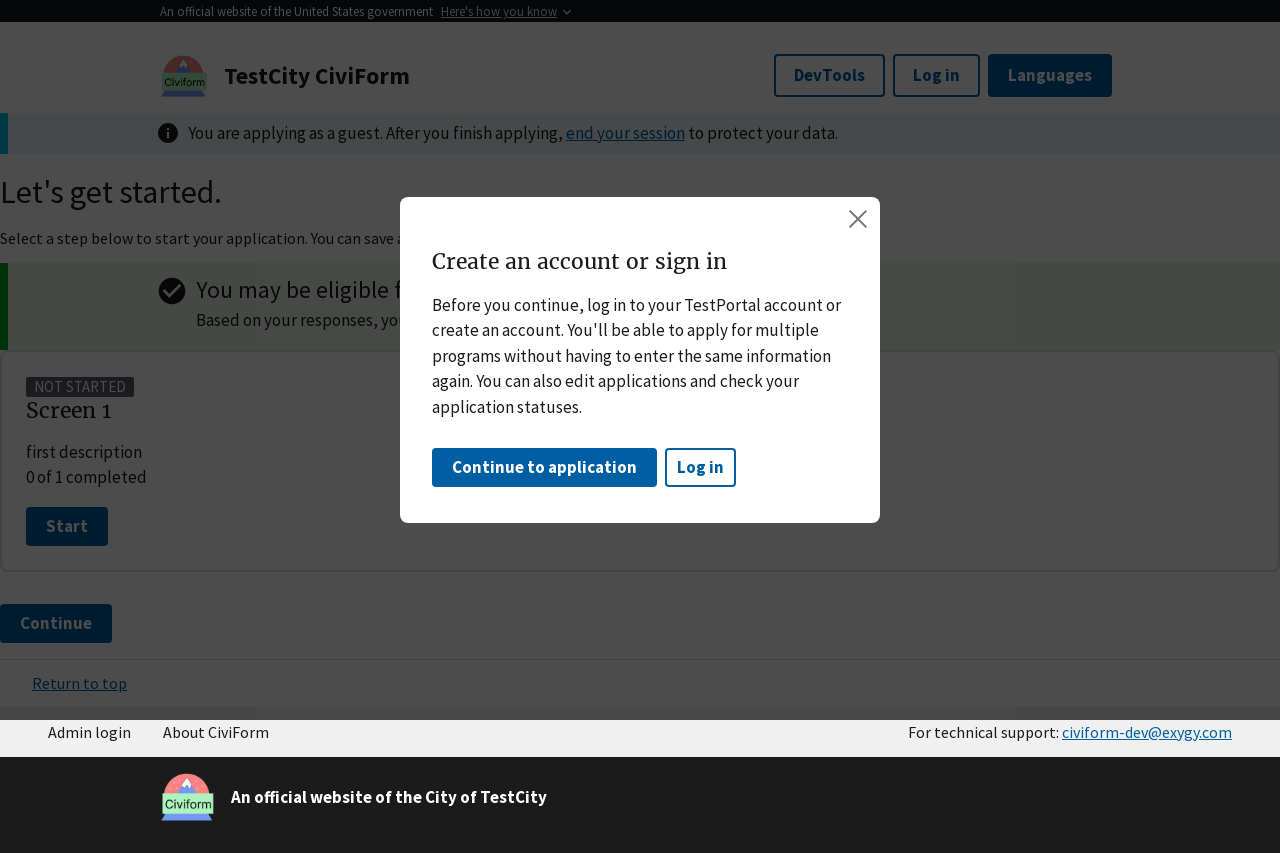 An official website of the United States government Here's how you know
Civiform
TestCity CiviForm
DevTools
Log in
Languages
You are applying as a guest. After you finish applying, end your session to protect your data.
Let's get started.
Select a step below to start your application. You can save
You may be eligible
Based on your responses,
NOT STARTED
Screen 1
first description
0 of 1 completed
Start
Create an account or sign in
Before you continue, log in to your TestPortal account or
create an account. You'll be able to apply for multiple
programs without having to enter the same information
again. You can also edit applications and check your
application statuses.
Continue to application
Log in
Continue
Return to top
Admin login
About CiviForm
For technical support: civiform-dev@exygy.com
Civiform
An official website of the City of TestCity